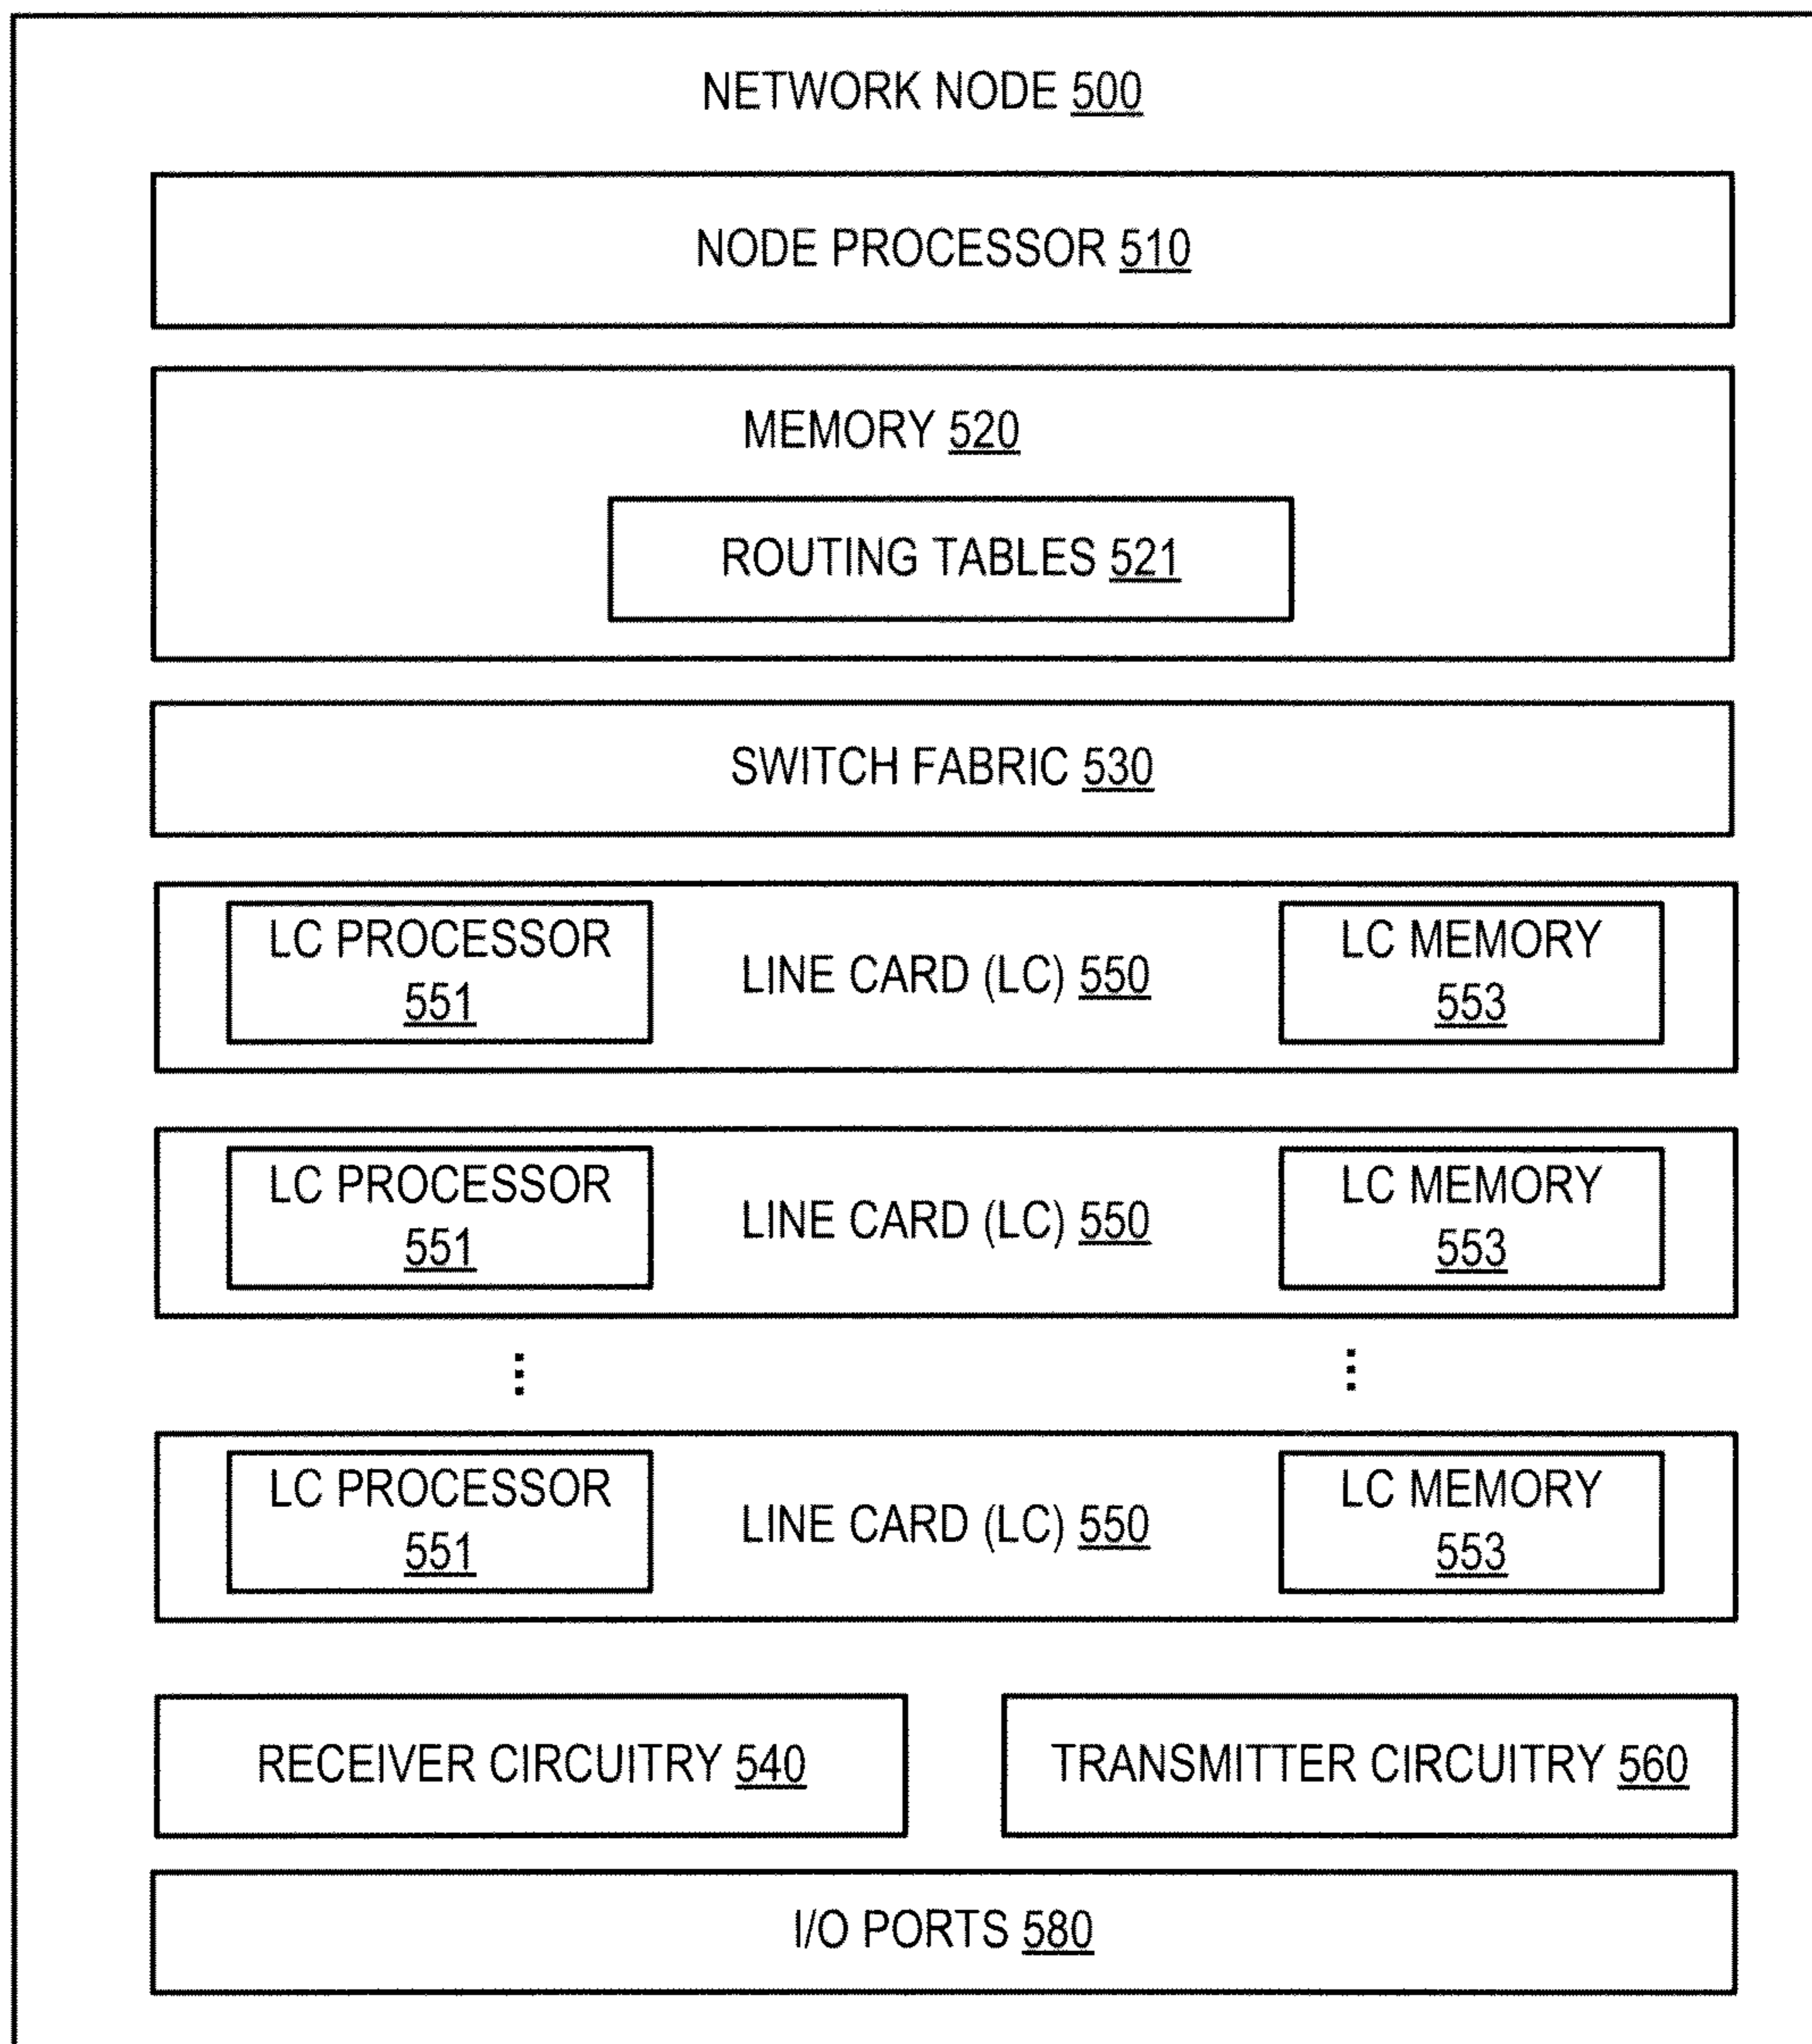 NETWORK NODE 500
NODE PROCESSOR 510
MEMORY 520
ROUTING TABLES 521
SWITCH FABRIC 530
LC PROCESSOR
551
LINE CARD (LC) 550
LC MEMORY
553
LC PROCESSOR
551
LINE CARD (LC) 550
LC MEMORY
553
LC PROCESSOR
551
LINE CARD (LC) 550
LC MEMORY
553
RECEIVER CIRCUITRY 540
TRANSMITTER CIRCUITRY 560
I/O PORTS 580